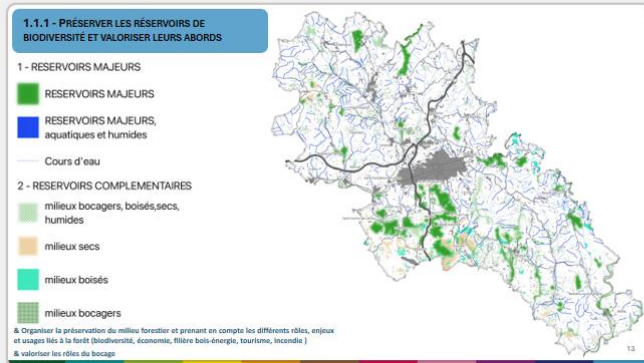 1.1.1 - PRÉSERVER LES RÉSERVOIRS DE
BIODIVERSITÉ ET VALORISER LEURS ABORDS
1 - RESERVOIRS MAJEURS
RESERVOIRS MAJEURS
RESERVOIRS MAJEURS,
aquatiques et humides
Cours d'eau
2 - RESERVOIRS COMPLEMENTAIRES
milieux bocagers, boisés,secs,
humides
milieux secs
milieux boisés
milieux bocagers
& Organiser la préservation du milieu forestier et prenant en compte les différents rôles, enjeux
et usages liés à la forêt (biodiversité, économie, filière bois-énergie, tourisme, incendie )
& valoriser les rôles du bocage
13